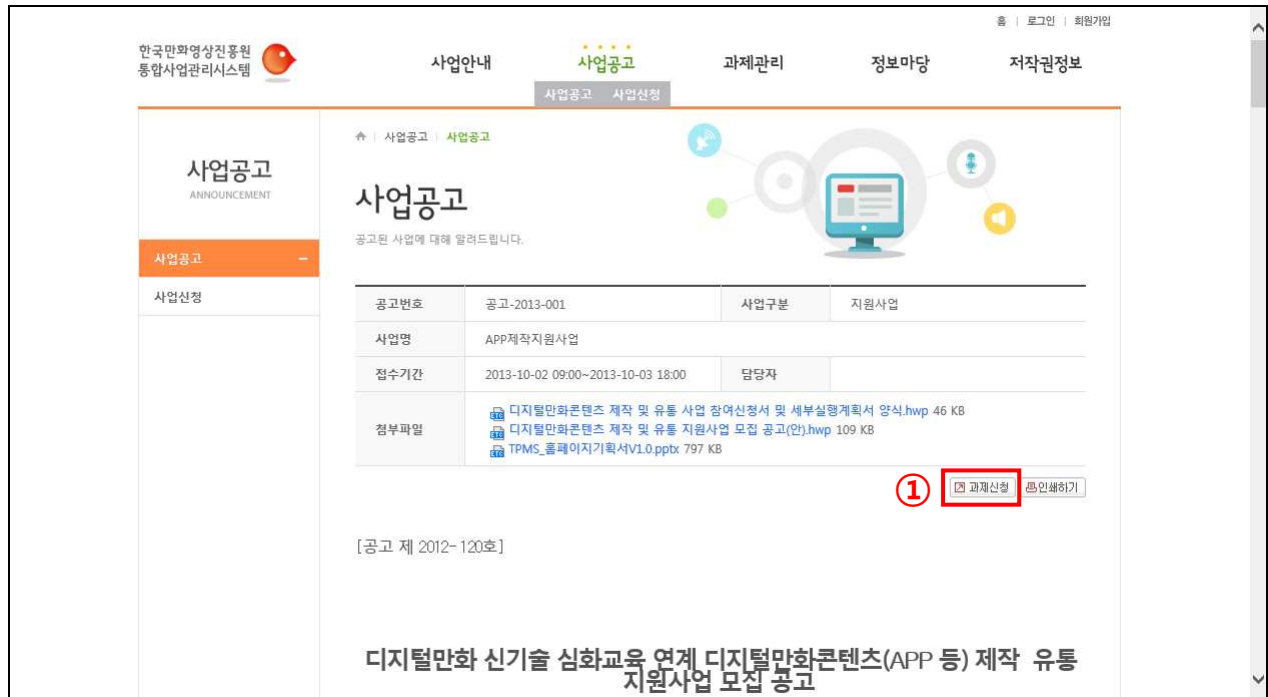 홈 | 로그인 | 회원가입
한국만화영상진흥원
통합사업관리시스템
사업안내 사업공고 과제관리 정보마당 저작권정보
사업공고 사업신청
사업공고
ANNOUNCEMENT
사업공고
사업신청
사업공고 | 사업공고
사업공고
공고된 사업에 대해 알려드립니다.
공고번호 공고-2013-001 사업구분 지원사업
사업명 APP제작지원사업
접수기간 2013-10-02 09:00~2013-10-03 18:00 담당자
첨부파일
디지털만화콘텐츠 제작 및 유통 사업 참여신청서 및 세부실행계획서 양식.hwp 46 KB
디지털만화콘텐츠 제작 및 유통 지원사업 모집 공고(안).hwp 109 KB
TPMS_홈페이지기획서V1.0.pptx 797 KB
① 과제신청 인쇄하기
[공고 제 2012-120호]
디지털만화 신기술 심화교육 연계 디지털만화콘텐츠(APP 등) 제작 유통
지원사업 모집 공고